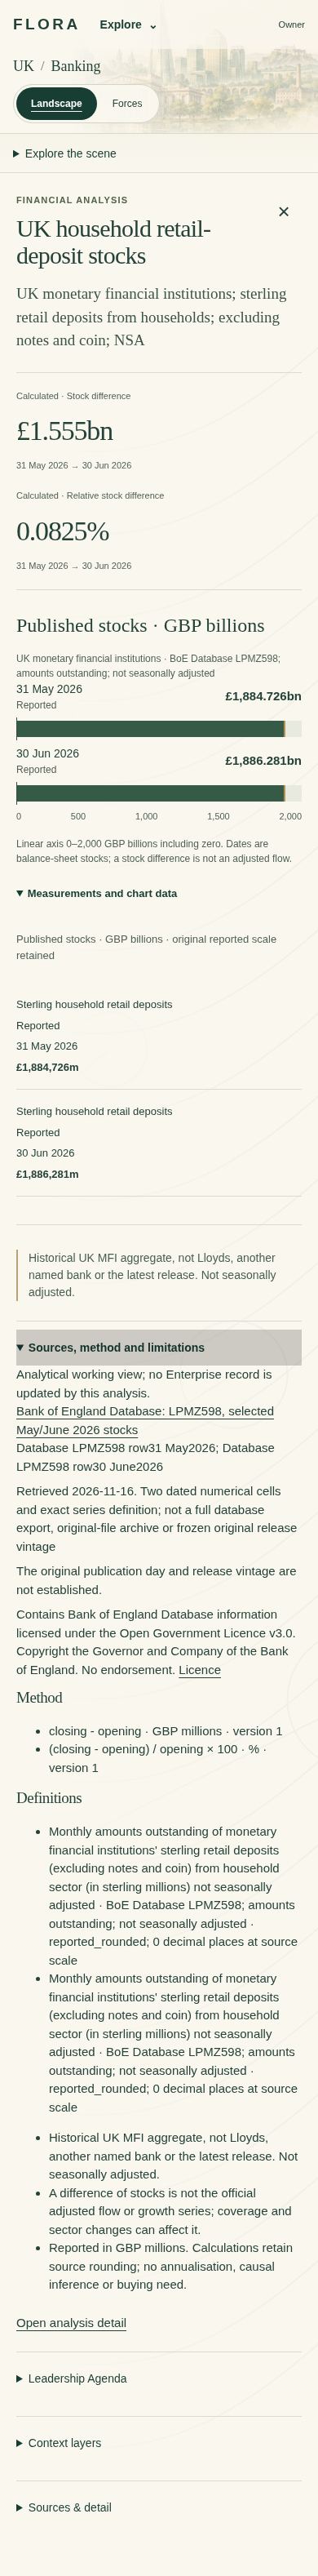 FLORA Explore Owner
UK / Banking
Landscape Forces
Explore the scene
FINANCIAL ANALYSIS
UK household retail-
deposit stocks
UK monetary financial institutions; sterling
retail deposits from households; excluding
notes and coin; NSA
Calculated · Stock difference
£1.555bn
31 May 2026 → 30 Jun 2026
Calculated · Relative stock difference
0.0825%
31 May 2026 → 30 Jun 2026
Published stocks · GBP billions
UK monetary financial institutions · BoE Database LPMZ598;
amounts outstanding; not seasonally adjusted
31 May 2026
Reported
£1,884.726bn
30 Jun 2026
Reported
£1,886.281bn
0 500 1,000 1,500 2,000
Linear axis 0–2,000 GBP billions including zero. Dates are
balance-sheet stocks; a stock difference is not an adjusted flow.
Measurements and chart data
Published stocks · GBP billions · original reported scale
retained
Sterling household retail deposits
Reported
31 May 2026
£1,884,726m
Sterling household retail deposits
Reported
30 Jun 2026
£1,886,281m
Historical UK MFI aggregate, not Lloyds, another
named bank or the latest release. Not seasonally
adjusted.
Sources, method and limitations
Analytical working view; no Enterprise record is
updated by this analysis.
Bank of England Database: LPMZ598, selected
May/June 2026 stocks
Database LPMZ598 row31 May2026; Database
LPMZ598 row30 June2026
Retrieved 2026-11-16. Two dated numerical cells
and exact series definition; not a full database
export, original-file archive or frozen original release
vintage
The original publication day and release vintage are
not established.
Contains Bank of England Database information
licensed under the Open Government Licence v3.0.
Copyright the Governor and Company of the Bank
of England. No endorsement. Licence
Method
• closing - opening · GBP millions · version 1
• (closing - opening) / opening × 100 · % ·
version 1
Definitions
• Monthly amounts outstanding of monetary
financial institutions' sterling retail deposits
(excluding notes and coin) from household
sector (in sterling millions) not seasonally
adjusted · BoE Database LPMZ598; amounts
outstanding; not seasonally adjusted ·
reported_rounded; 0 decimal places at source
scale
• Monthly amounts outstanding of monetary
financial institutions' sterling retail deposits
(excluding notes and coin) from household
sector (in sterling millions) not seasonally
adjusted · BoE Database LPMZ598; amounts
outstanding; not seasonally adjusted ·
reported_rounded; 0 decimal places at source
scale
• Historical UK MFI aggregate, not Lloyds,
another named bank or the latest release. Not
seasonally adjusted.
• A difference of stocks is not the official
adjusted flow or growth series; coverage and
sector changes can affect it.
• Reported in GBP millions. Calculations retain
source rounding; no annualisation, causal
inference or buying need.
Open analysis detail
Leadership Agenda
Context layers
Sources & detail